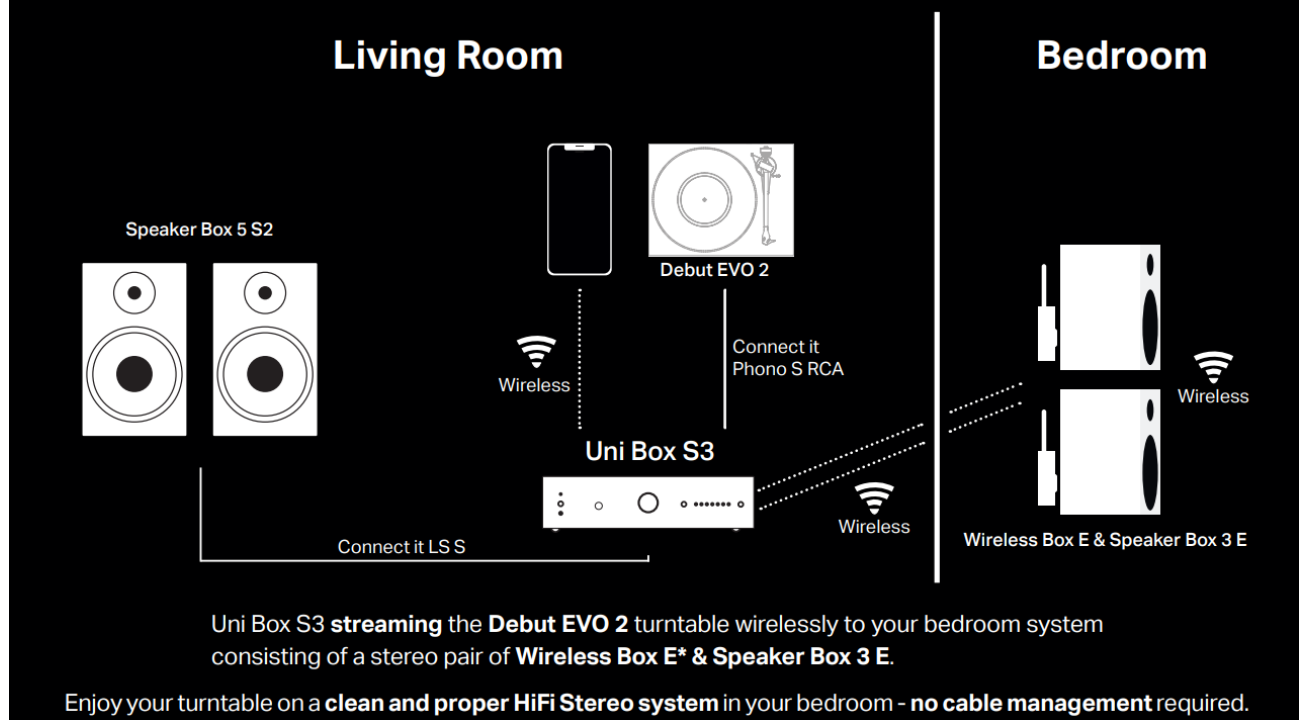 Living Room
Bedroom
Speaker Box 5 S2
Debut EVO 2
Wireless
Connect it
Phono S RCA
Wireless
Uni Box S3
Wireless
Connect it LS S
Wireless Box E & Speaker Box 3 E
Uni Box S3 streaming the Debut EVO 2 turntable wirelessly to your bedroom system
consisting of a stereo pair of Wireless Box E* & Speaker Box 3 E.
Enjoy your turntable on a clean and proper HiFi Stereo system in your bedroom - no cable management required.